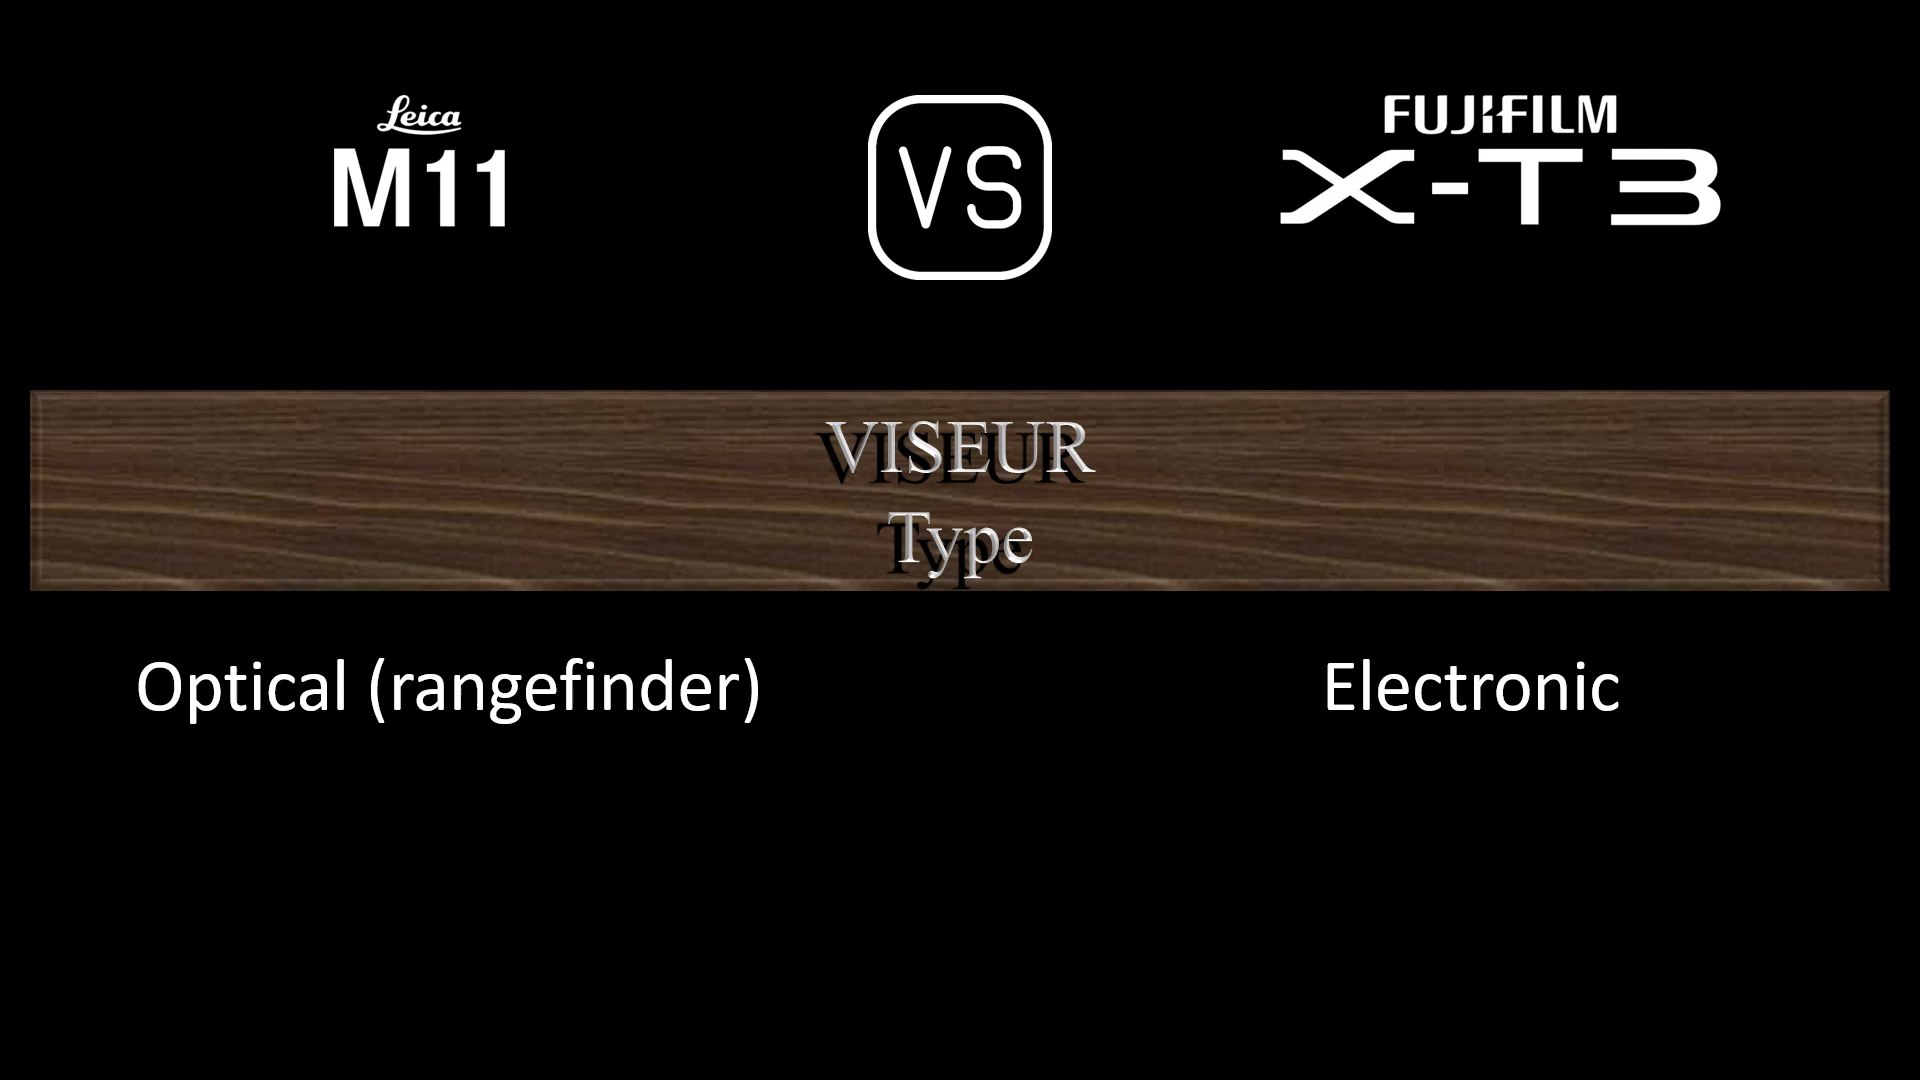 Leica
M11
VS
FUJIFILM
X-T3
VISEUR
Type
Optical (rangefinder)
Electronic